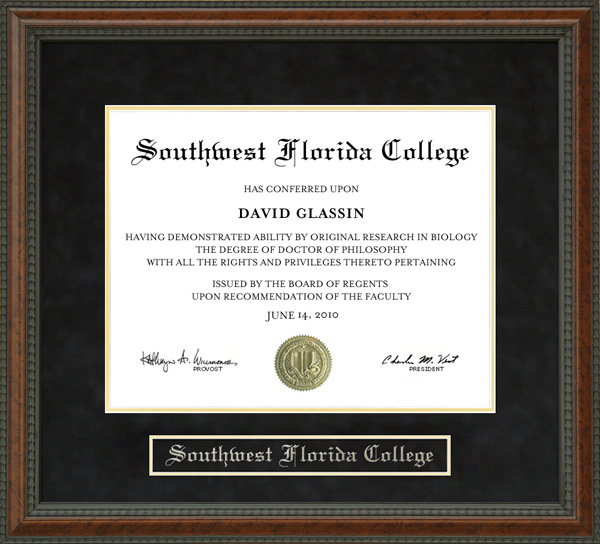 Southwest Florida College
HAS CONFERRED UPON
DAVID GLASSIN
HAVING DEMONSTRATED ABILITY BY ORIGINAL RESEARCH IN BIOLOGY
THE DEGREE OF DOCTOR OF PHILOSOPHY
WITH ALL THE RIGHTS AND PRIVILEGES THERETO PERTAINING
ISSUED BY THE BOARD OF REGENTS
UPON RECOMMENDATION OF THE FACULTY
JUNE 14, 2010
PROVOST
PRESIDENT
Southwest Florida College